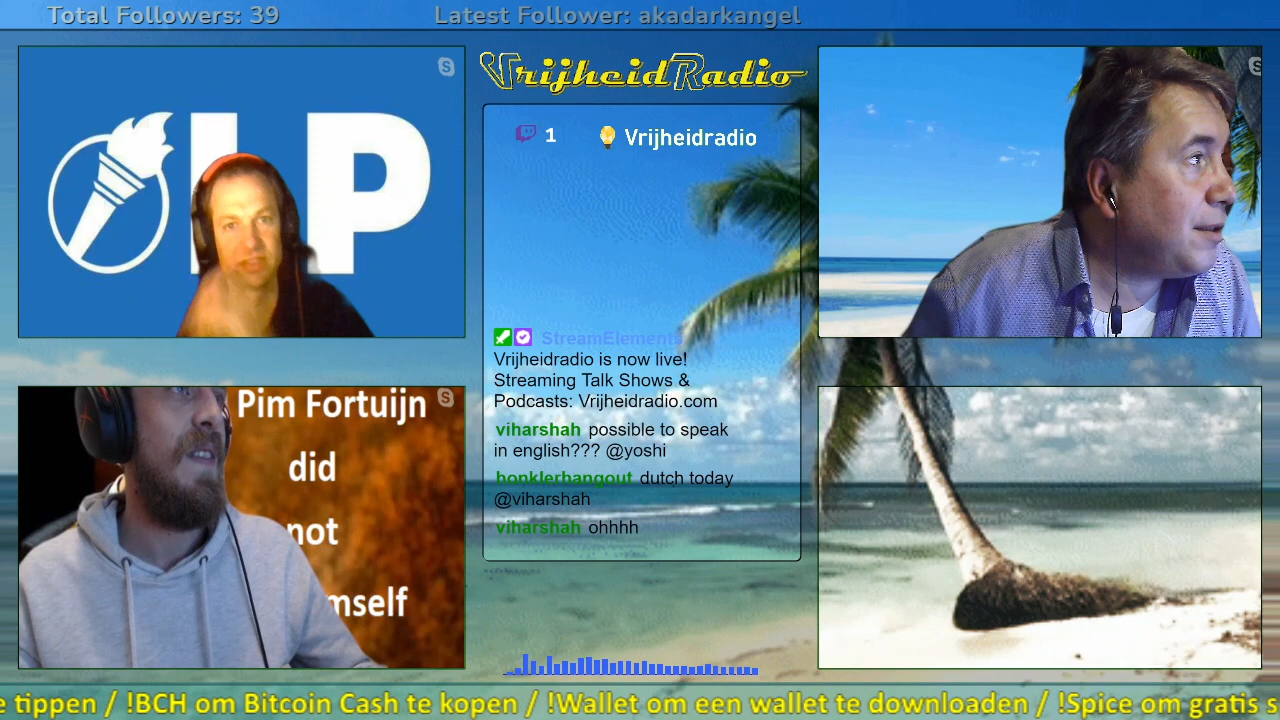 Total Followers: 39
Latest Follower: akadarkangel
VrijheidRadio
1
Vrijheidradio
LP
StreamElements
Vrijheidradio is now live!
Streaming Talk Shows &
Podcasts: Vrijheidradio.com
viharshah possible to speak
in english??? @yoshi
honklerhangout dutch today
@viharshah
viharshah ohhhh
Pim Fortuijn
did
not
mself
e tippen / !BCH om Bitcoin Cash te kopen / !Wallet om een wallet te downloaden / !Spice om gratis s